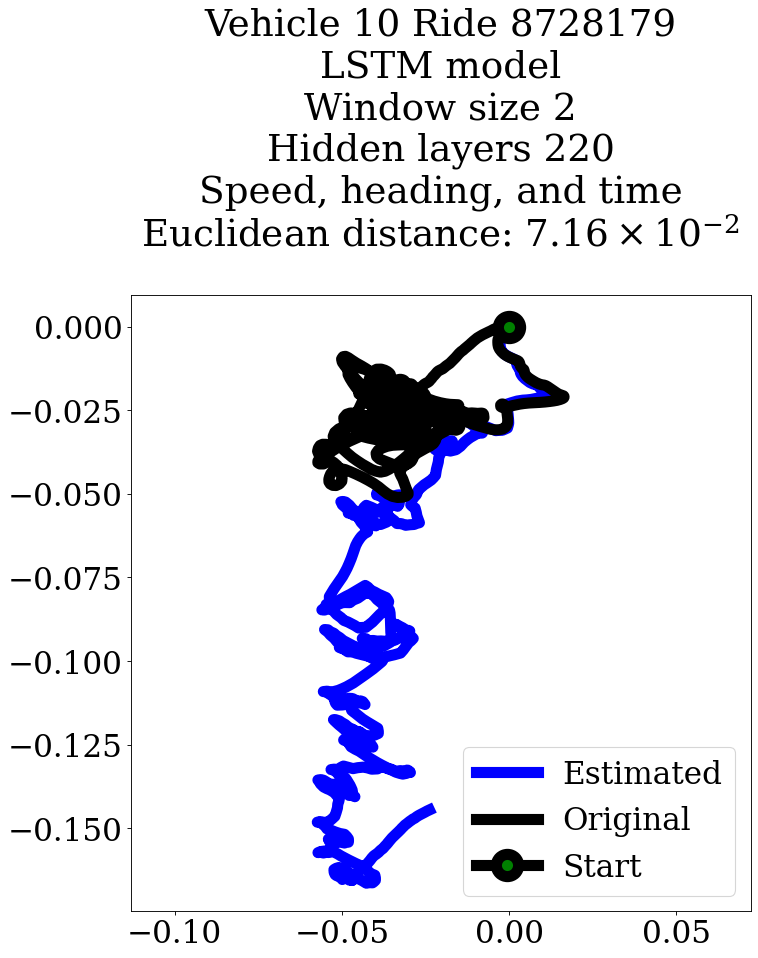 Vehicle 10 Ride 8728179
LSTM model
Window size 2
Hidden layers 220
Speed, heading, and time
Euclidean distance: 7.16 × 10⁻²
0.000
−0.025
−0.050
−0.075
−0.100
−0.125
−0.150
Estimated
Original
Start
−0.10 −0.05 0.00 0.05